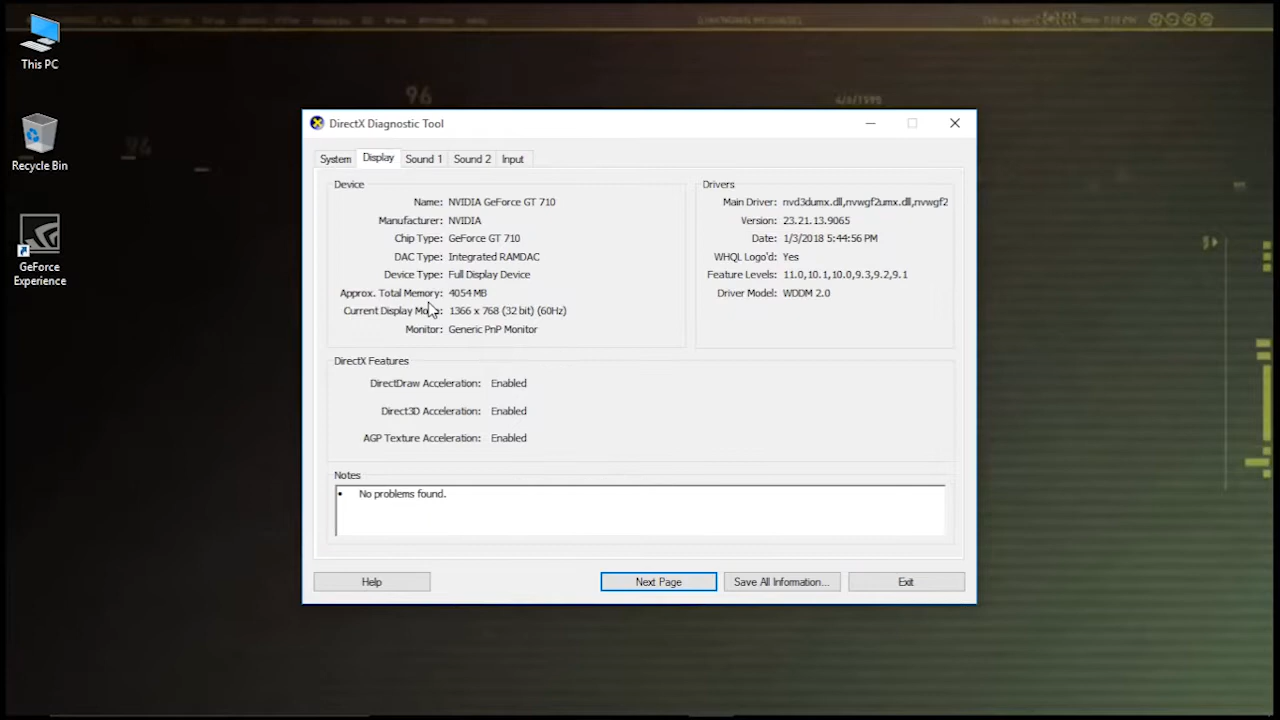 This PC
Recycle Bin
GeForce
Experience
96
DirectX Diagnostic Tool
System
Display
Sound 1
Sound 2
Input
Device
Name: NVIDIA GeForce GT 710
Manufacturer: NVIDIA
Chip Type: GeForce GT 710
DAC Type: Integrated RAMDAC
Device Type: Full Display Device
Approx. Total Memory: 4054 MB
Current Display Mode: 1366 x 768 (32 bit) (60Hz)
Monitor: Generic PnP Monitor
Drivers
Main Driver: nvd3dumx.dll,nvwgf2umx.dll,nvwgf2
Version: 23.21.13.9065
Date: 1/3/2018 5:44:56 PM
WHQL Logo'd: Yes
Feature Levels: 11.0,10.1,10.0,9.3,9.2,9.1
Driver Model: WDDM 2.0
DirectX Features
DirectDraw Acceleration: Enabled
Direct3D Acceleration: Enabled
AGP Texture Acceleration: Enabled
Notes
• No problems found.
Help
Next Page
Save All Information...
Exit